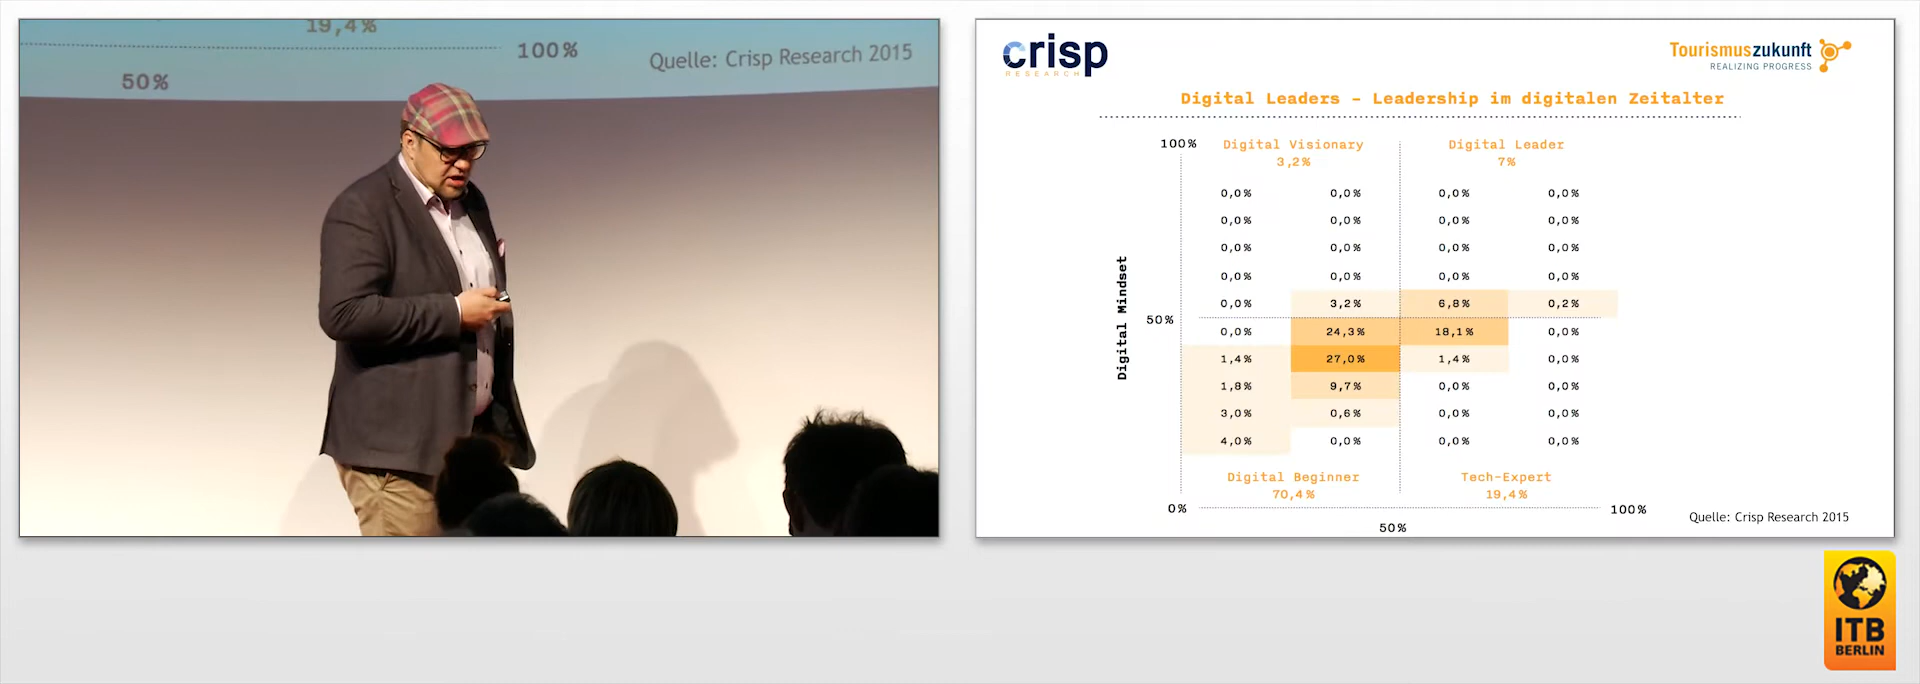 19,4%
100%
Quelle: Crisp Research 2015
50%
crisp
RESEARCH
Tourismuszukunft
REALIZING PROGRESS
Digital Leaders – Leadership im digitalen Zeitalter
100%
Digital Visionary
3,2%
Digital Leader
7%
0,0% 0,0% 0,0% 0,0%
0,0% 0,0% 0,0% 0,0%
0,0% 0,0% 0,0% 0,0%
0,0% 0,0% 0,0% 0,0%
0,0% 3,2% 6,8% 0,2%
50%
0,0% 24,3% 18,1% 0,0%
1,4% 27,0% 1,4% 0,0%
1,8% 9,7% 0,0% 0,0%
3,0% 0,6% 0,0% 0,0%
4,0% 0,0% 0,0% 0,0%
Digital Mindset
Digital Beginner
70,4%
Tech-Expert
19,4%
0%
50%
100%
Quelle: Crisp Research 2015
ITB
BERLIN